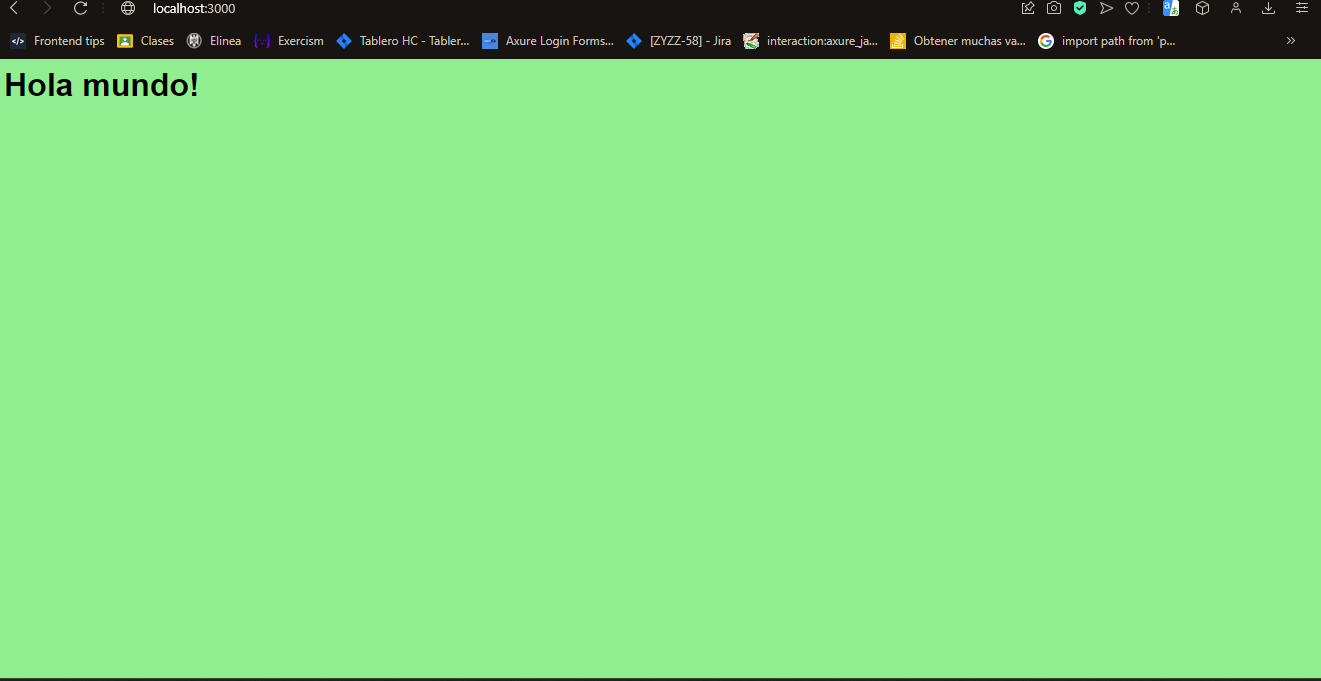 localhost:3000
Frontend tips Clases Elinea Exercism Tablero HC - Tabler... Axure Login Forms... [ZYZZ-58] - Jira interaction:axure_ja... Obtener muchas va... import path from 'p...
Hola mundo!